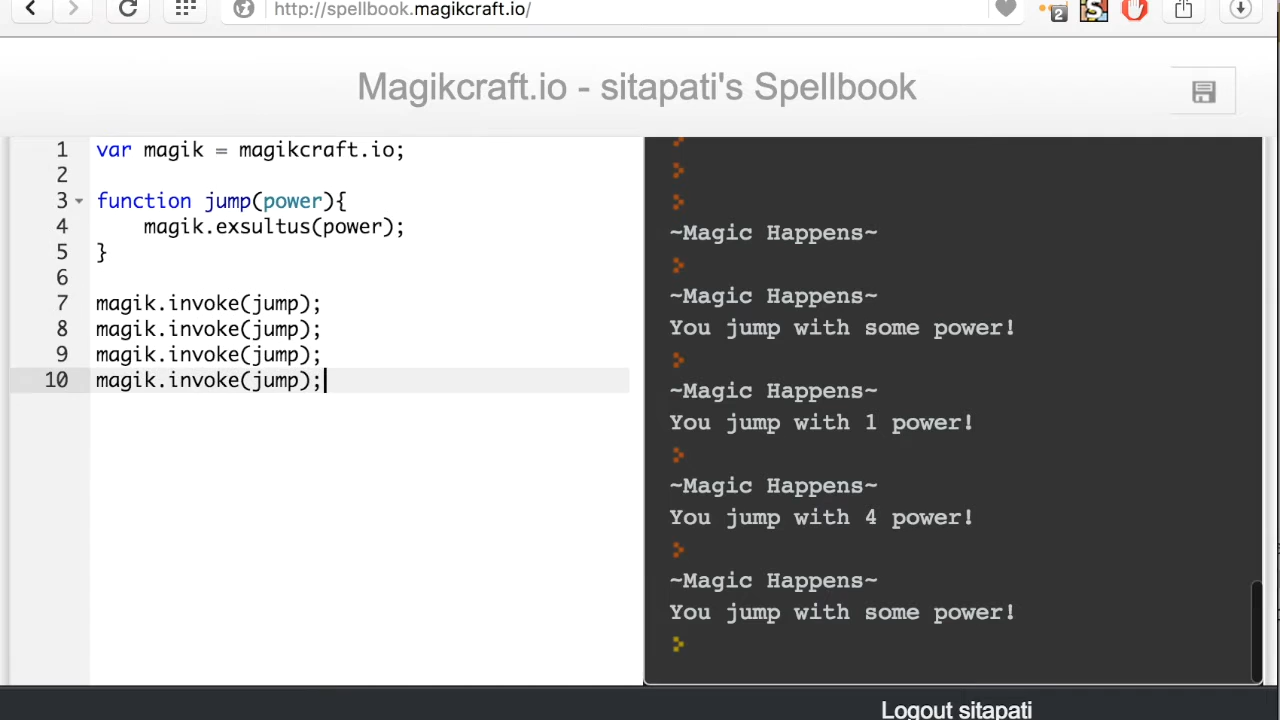 http://spellbook.magikcraft.io/
2
S
Magikcraft.io - sitapati's Spellbook
1 var magik = magikcraft.io;
2
3 function jump(power){
4 magik.exsultus(power);
5 }
6
7 magik.invoke(jump);
8 magik.invoke(jump);
9 magik.invoke(jump);
10 magik.invoke(jump);
>
>
>
~Magic Happens~
>
~Magic Happens~
You jump with some power!
>
~Magic Happens~
You jump with 1 power!
>
~Magic Happens~
You jump with 4 power!
>
~Magic Happens~
You jump with some power!
>
Logout sitapati